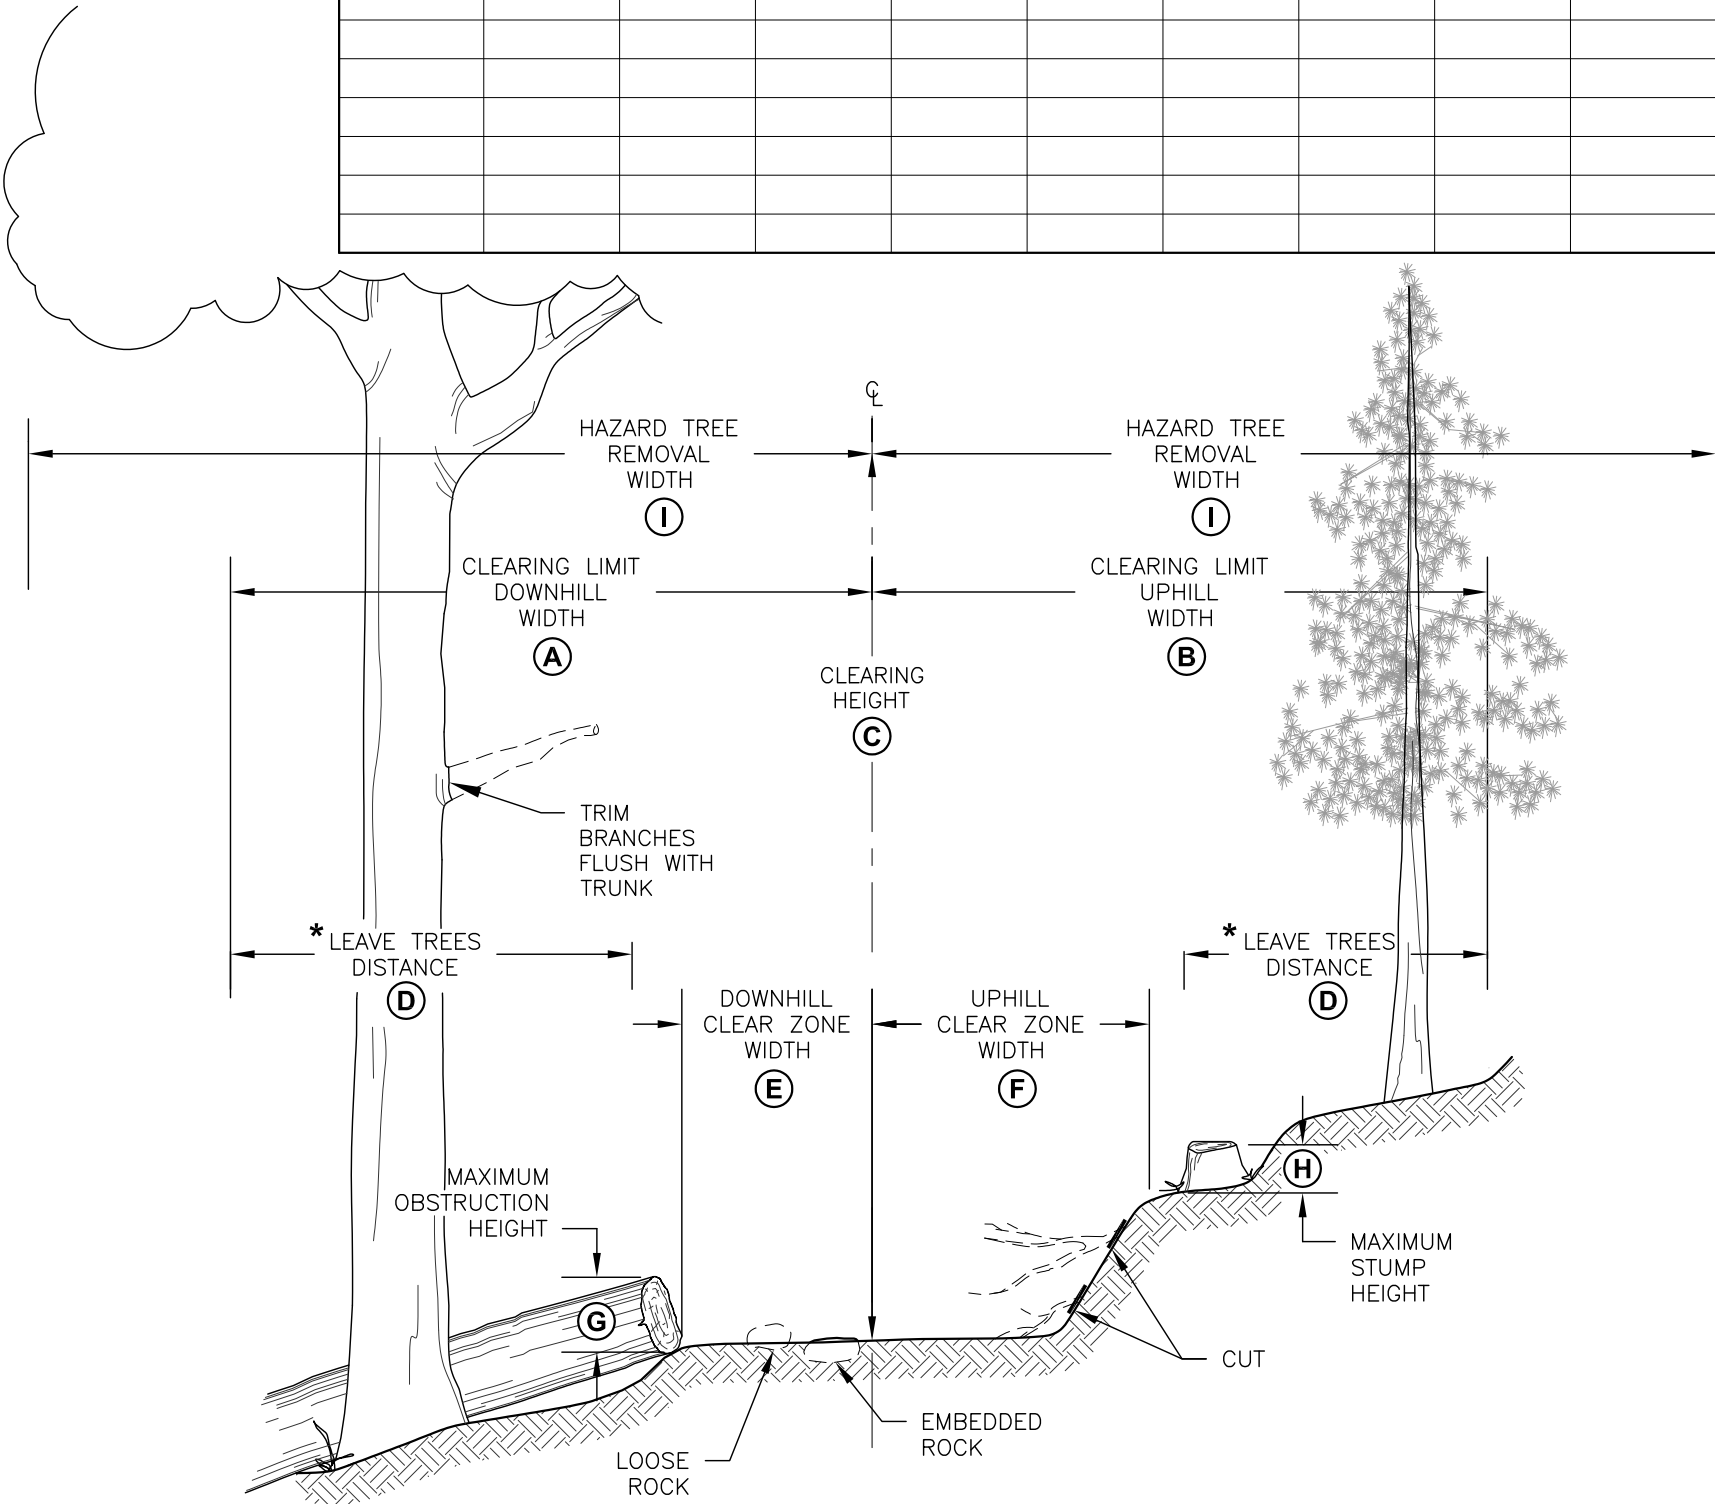 ℄
HAZARD TREE
REMOVAL
WIDTH
I
HAZARD TREE
REMOVAL
WIDTH
I
CLEARING LIMIT
DOWNHILL
WIDTH
A
CLEARING LIMIT
UPHILL
WIDTH
B
CLEARING
HEIGHT
C
TRIM
BRANCHES
FLUSH WITH
TRUNK
* LEAVE TREES
DISTANCE
D
* LEAVE TREES
DISTANCE
D
DOWNHILL
CLEAR ZONE
WIDTH
E
UPHILL
CLEAR ZONE
WIDTH
F
MAXIMUM
OBSTRUCTION
HEIGHT
G
H
MAXIMUM
STUMP
HEIGHT
CUT
EMBEDDED
ROCK
LOOSE
ROCK